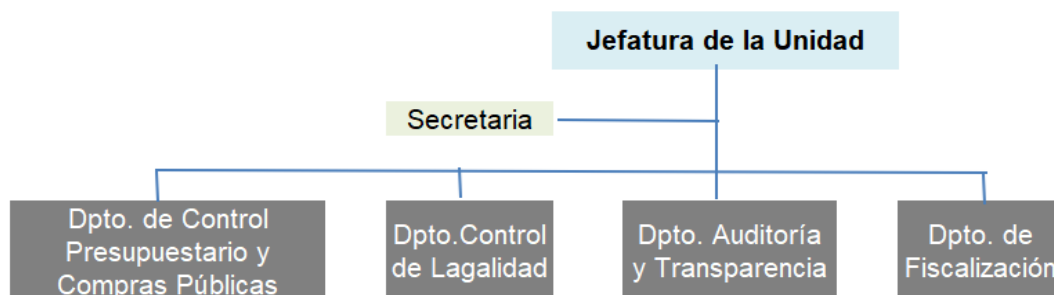 Jefatura de la Unidad
Secretaria
Dpto. de Control
Presupuestario y
Compras Públicas
Dpto.Control
de Lagalidad
Dpto. Auditoría
y Transparencia
Dpto. de
Fiscalización